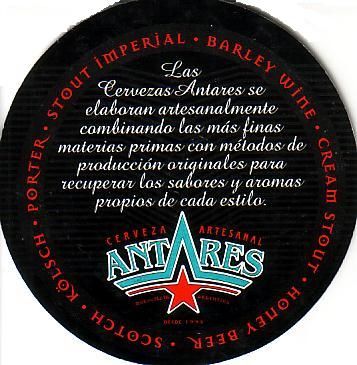 STOUT IMPERIAL · BARLEY WINE · CREAM STOUT · HONEY BEER · SCOTCH · KÖLSCH · PORTER ·
Las
Cervezas Antares se
elaboran artesanalmente
combinando las más finas
materias primas con métodos de
producción originales para
recuperar los sabores y aromas
propios de cada estilo.
CERVEZA ARTESANAL
ANTARES
ARGENTINA
DESDE 1998